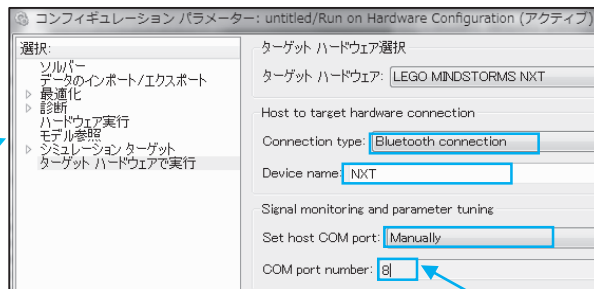 コンフィギュレーション パラメーター: untitled/Run on Hardware Configuration (アクティブ)
選択:
ソルバー
データのインポート/エクスポート
最適化
診断
ハードウェア実行
モデル参照
シミュレーション ターゲット
ターゲット ハードウェアで実行
ターゲット ハードウェア選択
ターゲット ハードウェア: LEGO MINDSTORMS NXT
Host to target hardware connection
Connection type: Bluetooth connection
Device name: NXT
Signal monitoring and parameter tuning
Set host COM port: Manually
COM port number: 8